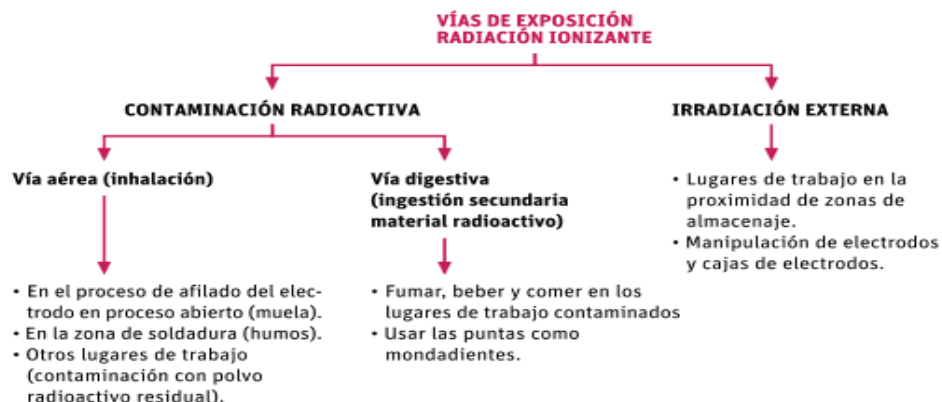 VÍAS DE EXPOSICIÓN
RADIACIÓN IONIZANTE
CONTAMINACIÓN RADIOACTIVA
IRRADIACIÓN EXTERNA
Vía aérea (inhalación)
Vía digestiva
(ingestión secundaria
material radioactivo)
• Lugares de trabajo en la
proximidad de zonas de
almacenaje.
• Manipulación de electrodos
y cajas de electrodos.
• En el proceso de afilado del elec-
trodo en proceso abierto (muela).
• En la zona de soldadura (humos).
• Otros lugares de trabajo
(contaminación con polvo
radioactivo residual).
• Fumar, beber y comer en los
lugares de trabajo contaminados
• Usar las puntas como
mondadientes.